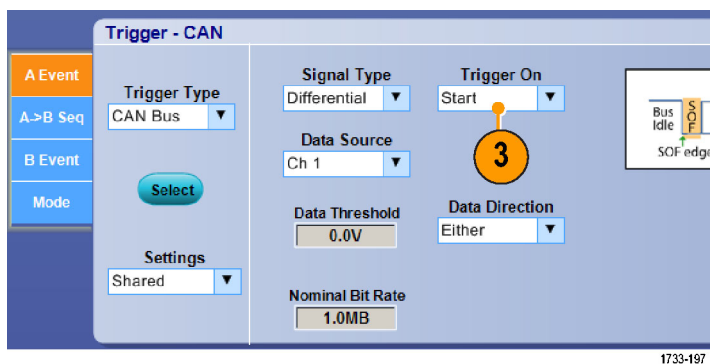 Trigger - CAN
A Event
A->B Seq
B Event
Mode
Trigger Type
CAN Bus
Select
Settings
Shared
Signal Type
Differential
Data Source
Ch 1
Data Threshold
0.0V
Nominal Bit Rate
1.0MB
Trigger On
Start
3
Data Direction
Either
Bus Idle
SOF
SOF edge
1733-197